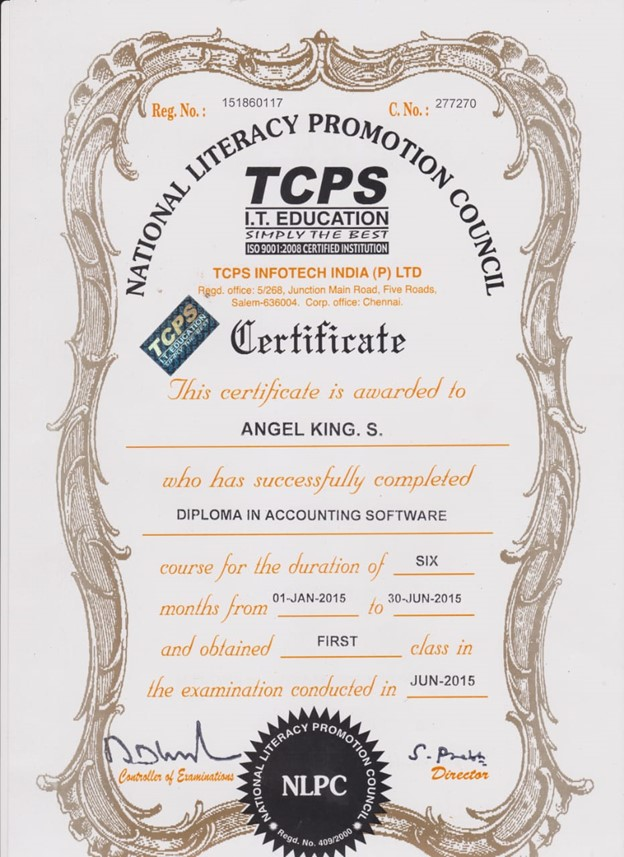 Reg. No. : 151860117 C. No. : 277270
NATIONAL LITERACY PROMOTION COUNCIL
TCPS
I.T. EDUCATION
SIMPLY THE BEST
ISO 9001:2008 CERTIFIED INSTITUTION
TCPS INFOTECH INDIA (P) LTD
Regd. office: 5/268, Junction Main Road, Five Roads,
Salem-636004. Corp. office: Chennai.
TCPS
I.T. EDUCATION
SIMPLY THE BEST
Certificate
This certificate is awarded to
ANGEL KING. S.
who has successfully completed
DIPLOMA IN ACCOUNTING SOFTWARE
course for the duration of SIX
months from 01-JAN-2015 to 30-JUN-2015
and obtained FIRST class in
the examination conducted in JUN-2015
Controller of Examinations
Director
NATIONAL LITERACY PROMOTION COUNCIL
NLPC
Regd. No. 409/2000